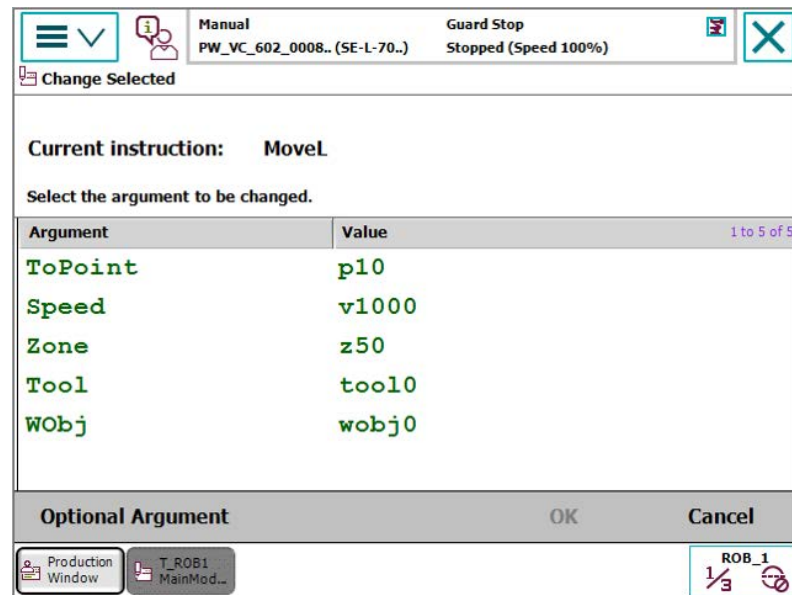 Manual
PW_VC_602_0008.. (SE-L-70..)
Guard Stop
Stopped (Speed 100%)
Change Selected
Current instruction: MoveL
Select the argument to be changed.
Argument Value 1 to 5 of 5
ToPoint p10
Speed v1000
Zone z50
Tool tool0
WObj wobj0
Optional Argument OK Cancel
Production
Window
T_ROB1
MainMod...
ROB_1
1/3